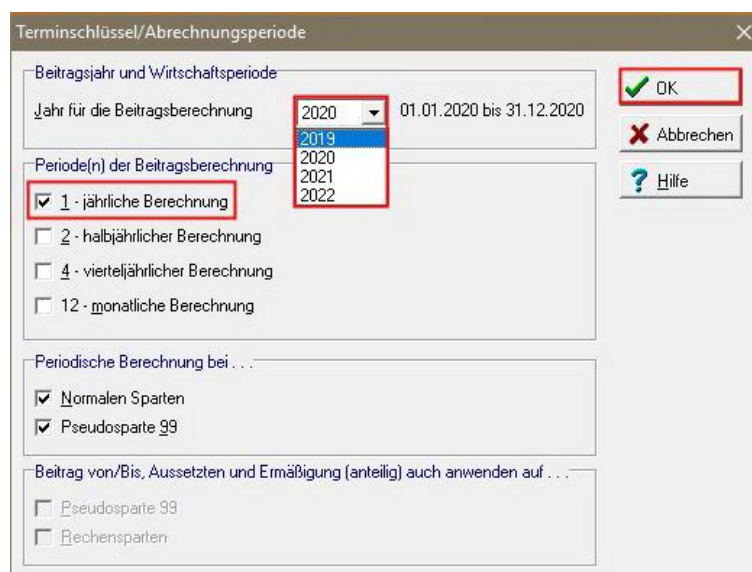 Terminschlüssel/Abrechnungsperiode
Beitragsjahr und Wirtschaftsperiode
Jahr für die Beitragsberechnung 2020 01.01.2020 bis 31.12.2020
2019
2020
2021
2022
Periode(n) der Beitragsberechnung
1 - jährliche Berechnung
2 - halbjährlicher Berechnung
4 - vierteljährlicher Berechnung
12 - monatliche Berechnung
Periodische Berechnung bei . . .
Normalen Sparten
Pseudosparte 99
Beitrag von/Bis, Aussetzten und Ermäßigung (anteilig) auch anwenden auf . . .
Pseudosparte 99
Rechensparten
OK
Abbrechen
Hilfe